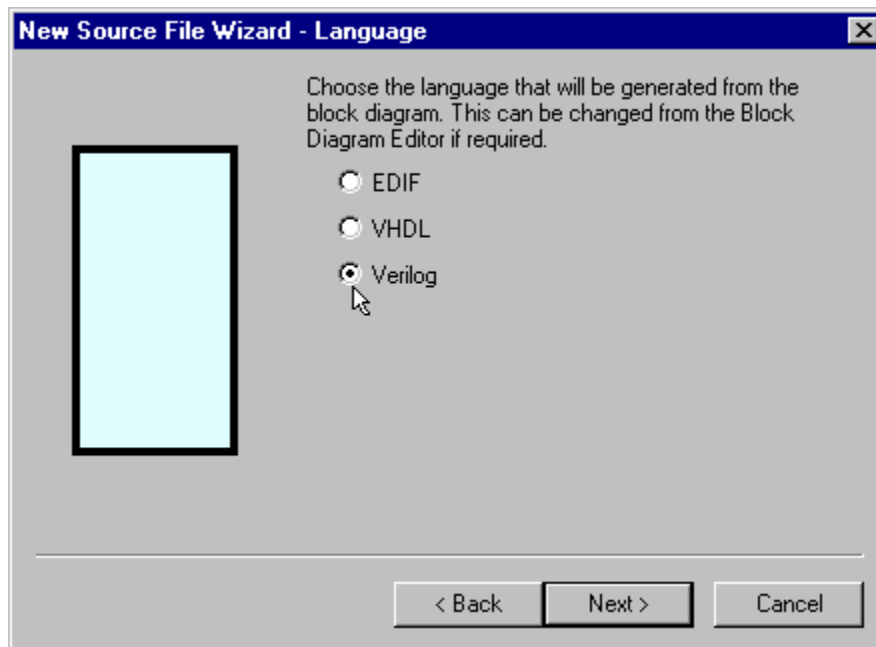 New Source File Wizard - Language
Choose the language that will be generated from the
block diagram. This can be changed from the Block
Diagram Editor if required.
EDIF
VHDL
Verilog
< Back
Next >
Cancel